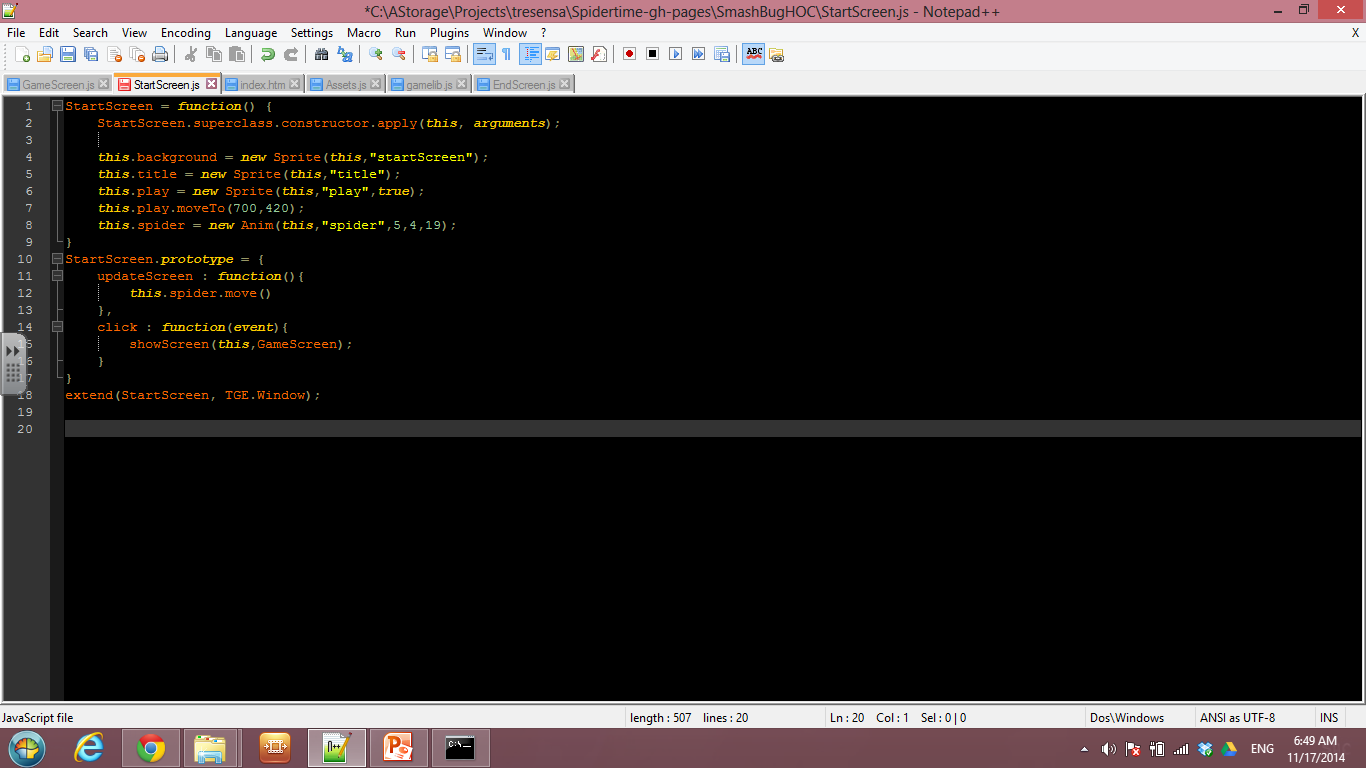 *C:\AStorage\Projects\tresensa\Spidertime-gh-pages\SmashBugHOC\StartScreen.js - Notepad++
File Edit Search View Encoding Language Settings Macro Run Plugins Window ? X
GameScreen.js StartScreen.js index.htm Assets.js gamelib.js EndScreen.js
1 StartScreen = function() {
2 StartScreen.superclass.constructor.apply(this, arguments);
3
4 this.background = new Sprite(this,"startScreen");
5 this.title = new Sprite(this,"title");
6 this.play = new Sprite(this,"play",true);
7 this.play.moveTo(700,420);
8 this.spider = new Anim(this,"spider",5,4,19);
9 }
10 StartScreen.prototype = {
11 updateScreen : function(){
12 this.spider.move()
13 },
14 click : function(event){
15 showScreen(this,GameScreen);
16 }
17 }
18 extend(StartScreen, TGE.Window);
19
20
JavaScript file length : 507 lines : 20 Ln : 20 Col : 1 Sel : 0 | 0 Dos\Windows ANSI as UTF-8 INS
ENG 6:49 AM
11/17/2014